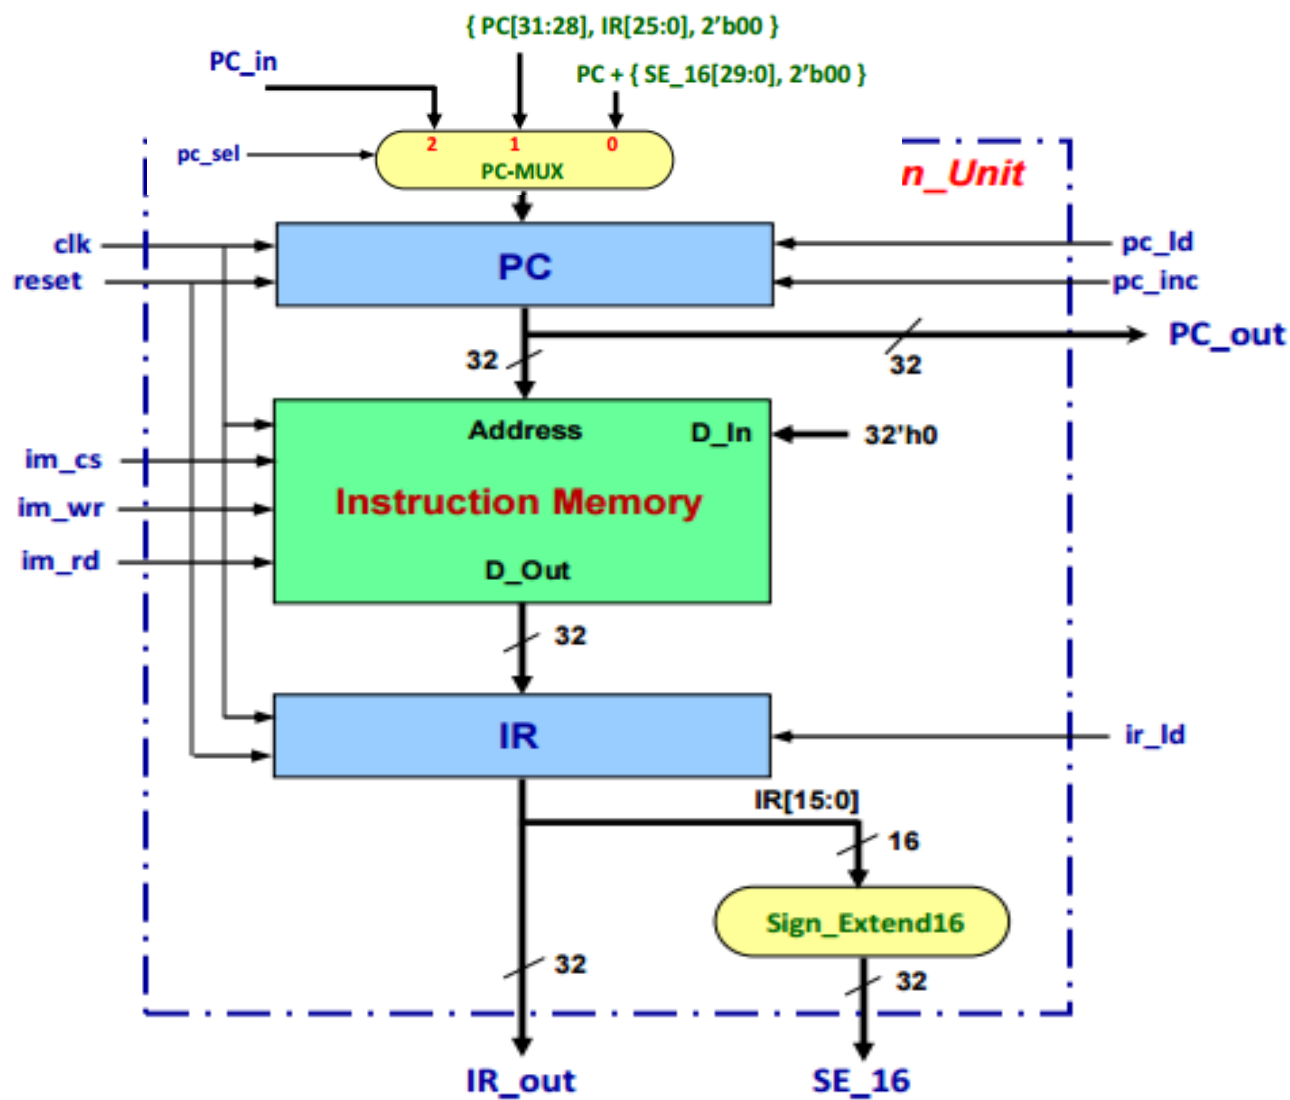 { PC[31:28], IR[25:0], 2’b00 }
PC_in
PC + { SE_16[29:0], 2’b00 }
2 1 0
pc_sel
PC-MUX
n_Unit
clk
pc_ld
PC
reset
pc_inc
PC_out
32
32
Address
D_In
32’h0
im_cs
Instruction Memory
im_wr
im_rd
D_Out
32
IR
ir_ld
IR[15:0]
16
Sign_Extend16
32
32
IR_out
SE_16